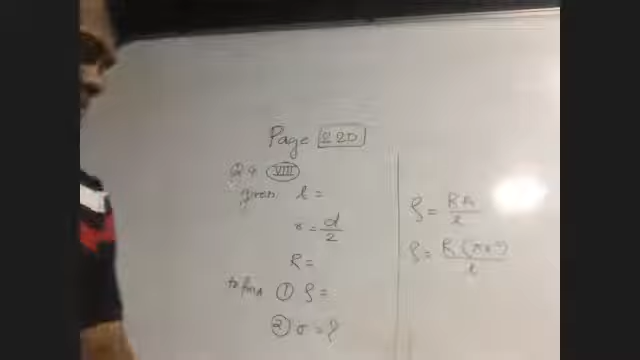 Page 220
Q4 VIII
given l =
r = d/2
R =
to find ① ρ =
② σ = ?
ρ = RA/l
ρ = R(πr²)/l